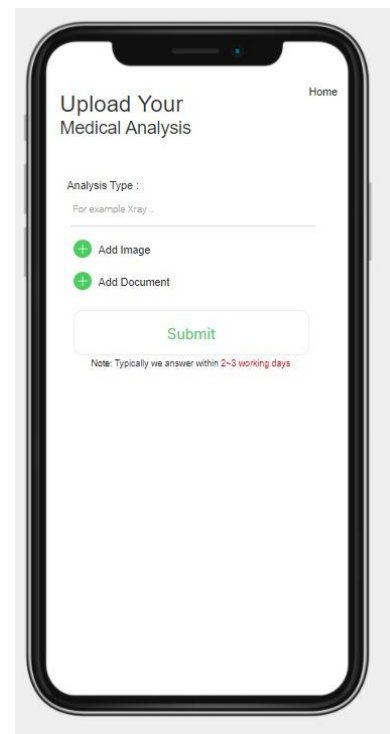 Home
Upload Your
Medical Analysis
Analysis Type :
For example Xray ..
Add Image
Add Document
Submit
Note: Typically we answer within 2~3 working days